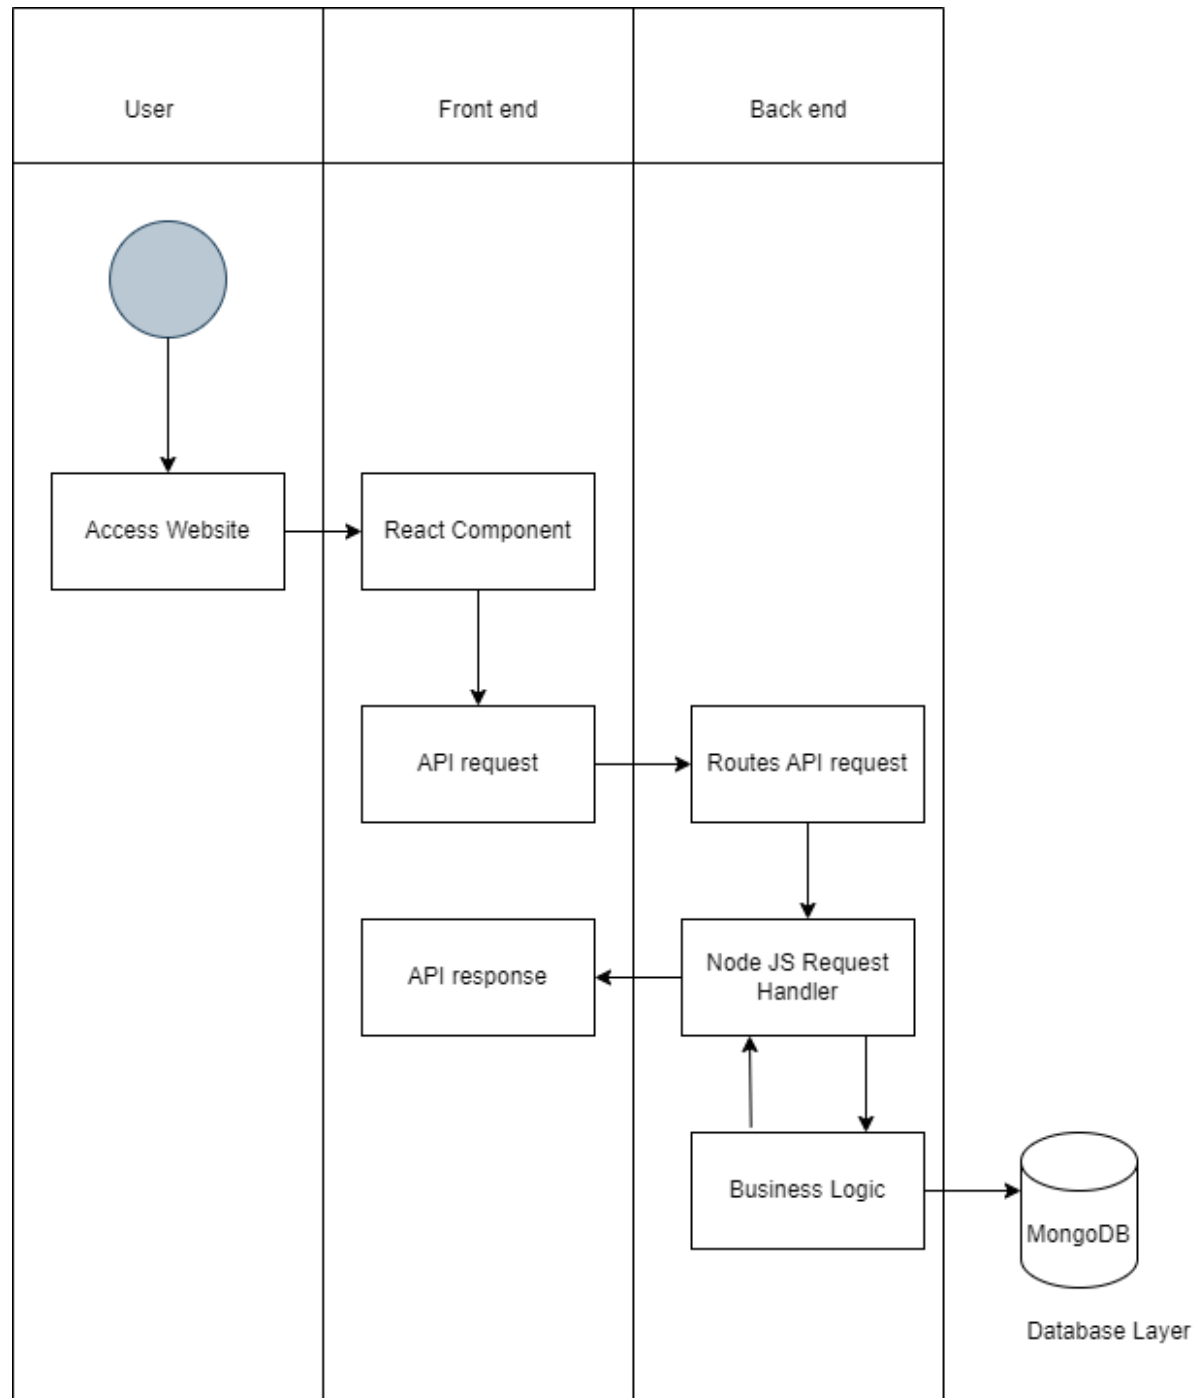 User
Front end
Back end
Access Website
React Component
API request
Routes API request
API response
Node JS Request
Handler
Business Logic
MongoDB
Database Layer